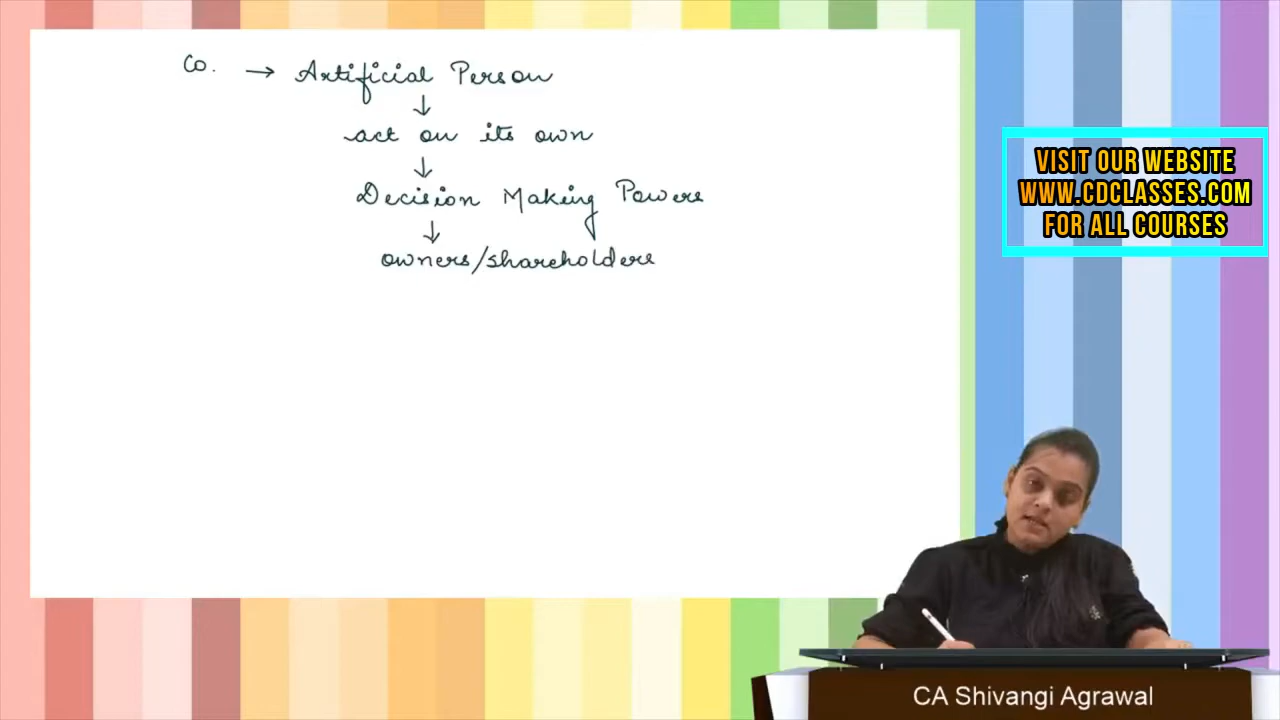 Co. → Artificial Person
↓
act on its own
↓
Decision Making Powers
↓
owners/shareholders
VISIT OUR WEBSITE
WWW.CDCLASSES.COM
FOR ALL COURSES
CA Shivangi Agrawal